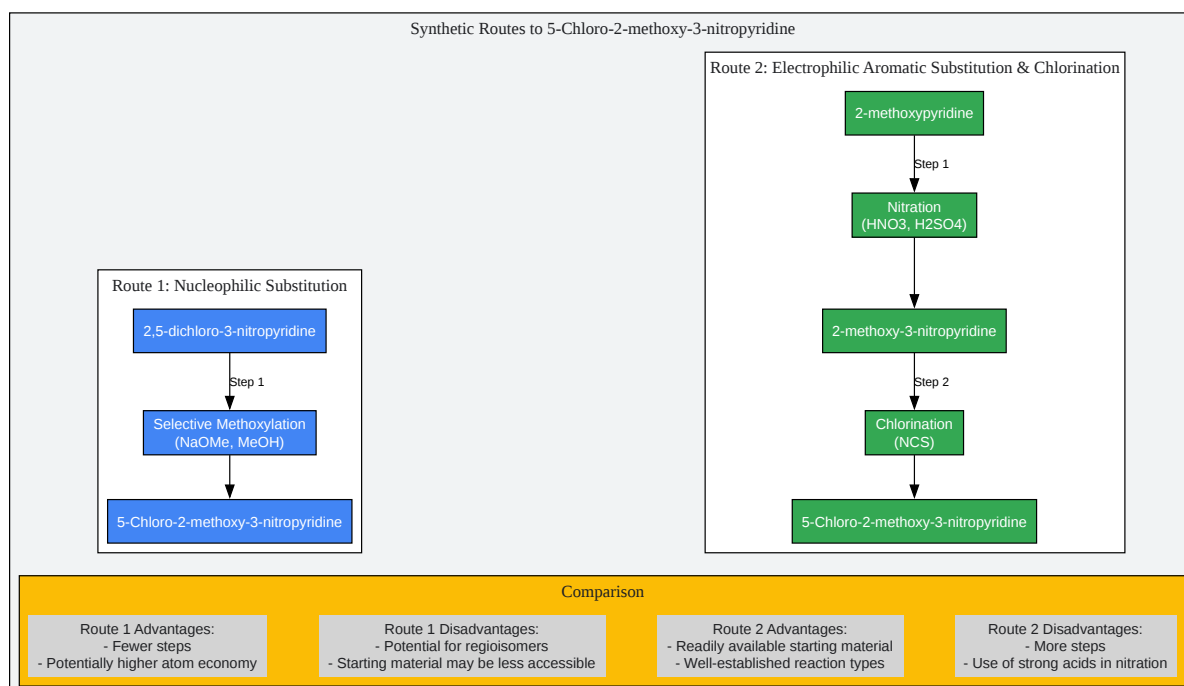 Synthetic Routes to 5-Chloro-2-methoxy-3-nitropyridine
Route 1: Nucleophilic Substitution
2,5-dichloro-3-nitropyridine
Step 1
Selective Methoxylation
(NaOMe, MeOH)
5-Chloro-2-methoxy-3-nitropyridine
Route 2: Electrophilic Aromatic Substitution & Chlorination
2-methoxypyridine
Step 1
Nitration
(HNO3, H2SO4)
2-methoxy-3-nitropyridine
Step 2
Chlorination
(NCS)
5-Chloro-2-methoxy-3-nitropyridine
Comparison
Route 1 Advantages:
- Fewer steps
- Potentially higher atom economy
Route 1 Disadvantages:
- Potential for regioisomers
- Starting material may be less accessible
Route 2 Advantages:
- Readily available starting material
- Well-established reaction types
Route 2 Disadvantages:
- More steps
- Use of strong acids in nitration